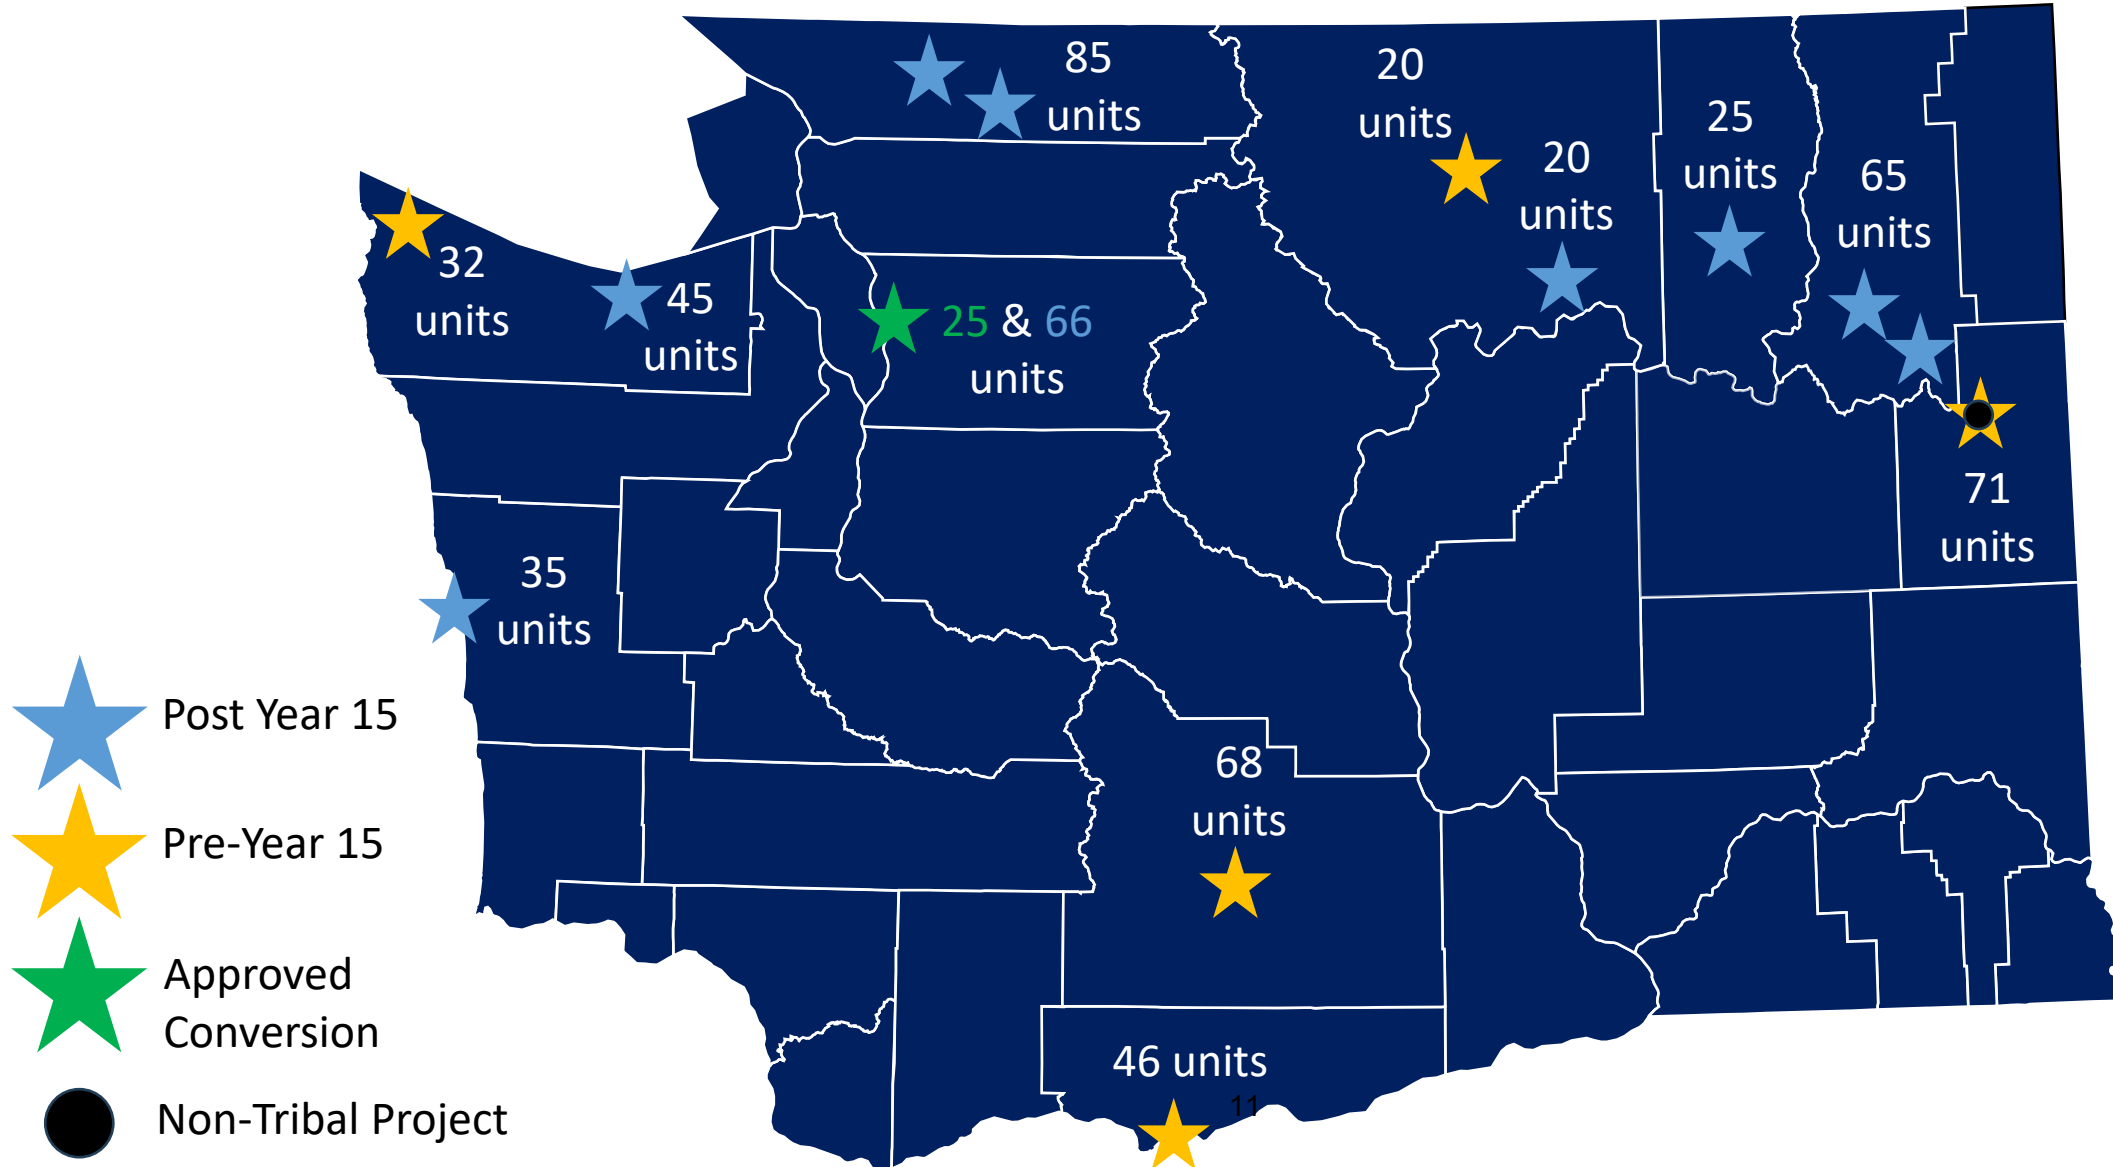 85
units
20
units
20
units
25
units
65
units
32
units
45
units
25 & 66
units
71
units
35
units
68
units
46 units
11
Post Year 15
Pre-Year 15
Approved
Conversion
Non-Tribal Project